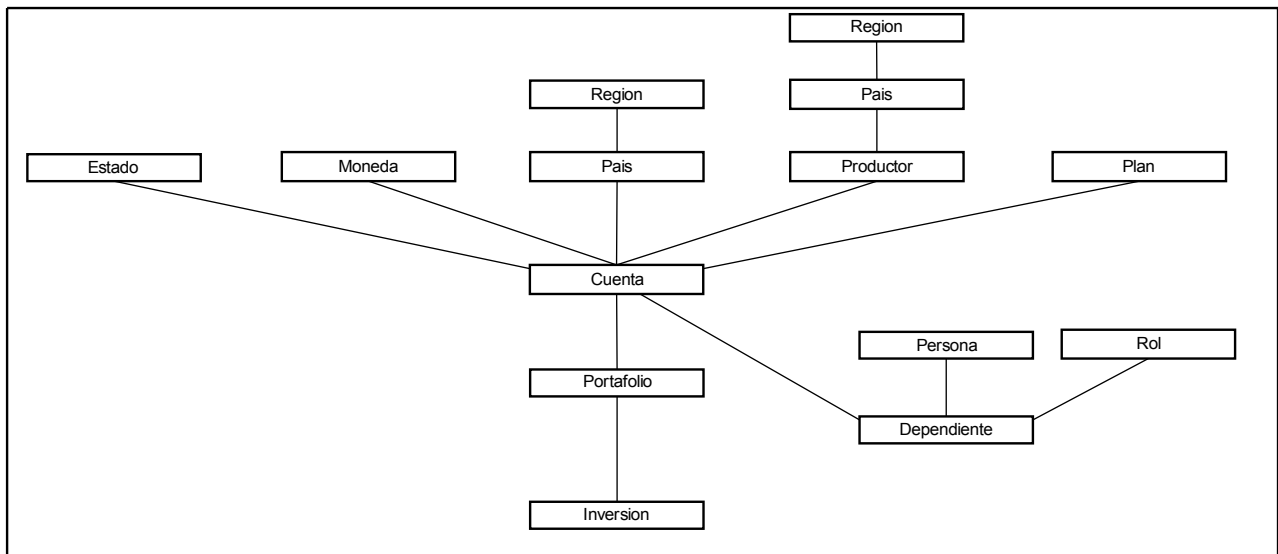 Region
Region
Pais
Estado
Moneda
Pais
Productor
Plan
Cuenta
Persona
Rol
Portafolio
Dependiente
Inversion